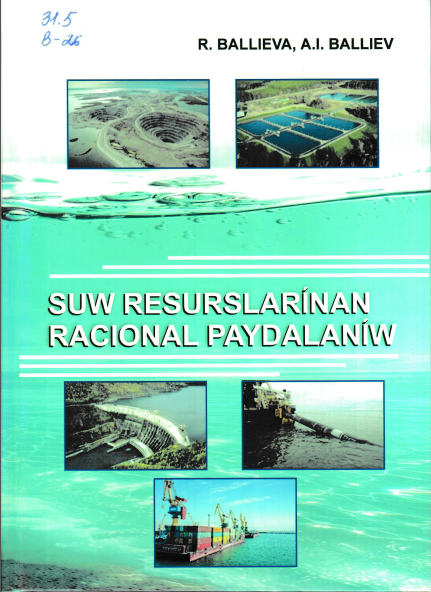 31.5
B-26
R. BALLIEVA, A.I. BALLIEV
SUW RESURSLARÍNAN
RACIONAL PAYDALANÍW